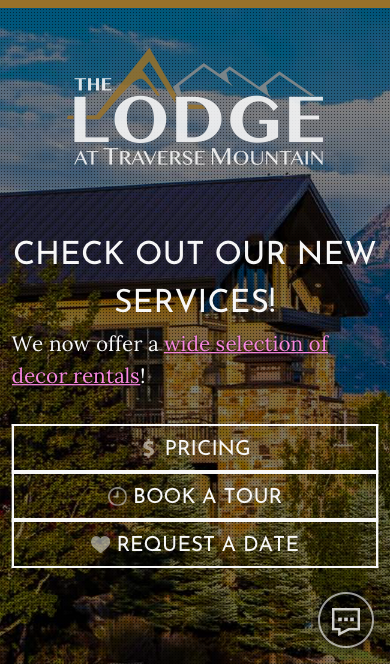 THE
LODGE
AT TRAVERSE MOUNTAIN
CHECK OUT OUR NEW
SERVICES!
We now offer a wide selection of
decor rentals!
$ PRICING
BOOK A TOUR
REQUEST A DATE